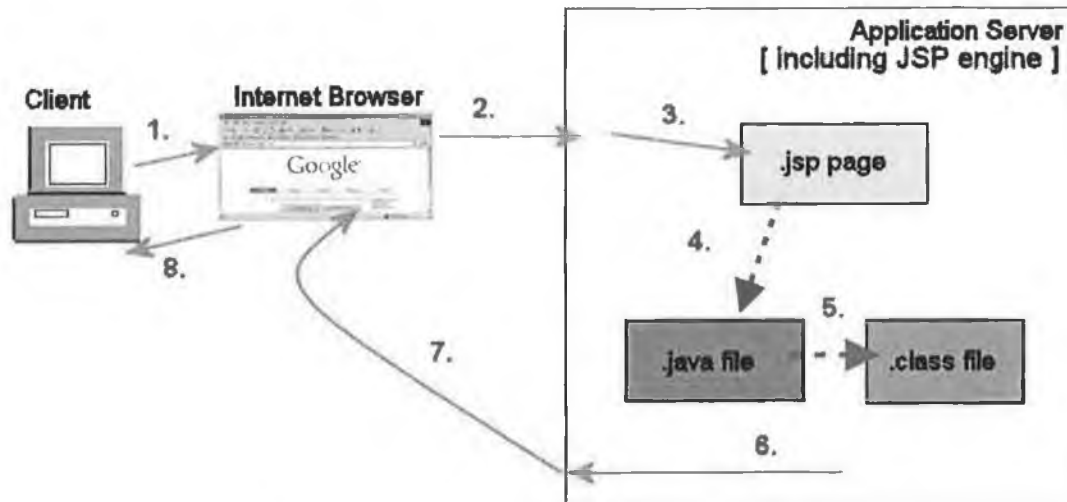 Application Server
[ including JSP engine ]
Client
Internet Browser
1.
2.
3.
Google
.jsp page
8.
4.
5.
7.
.java file
.class file
6.